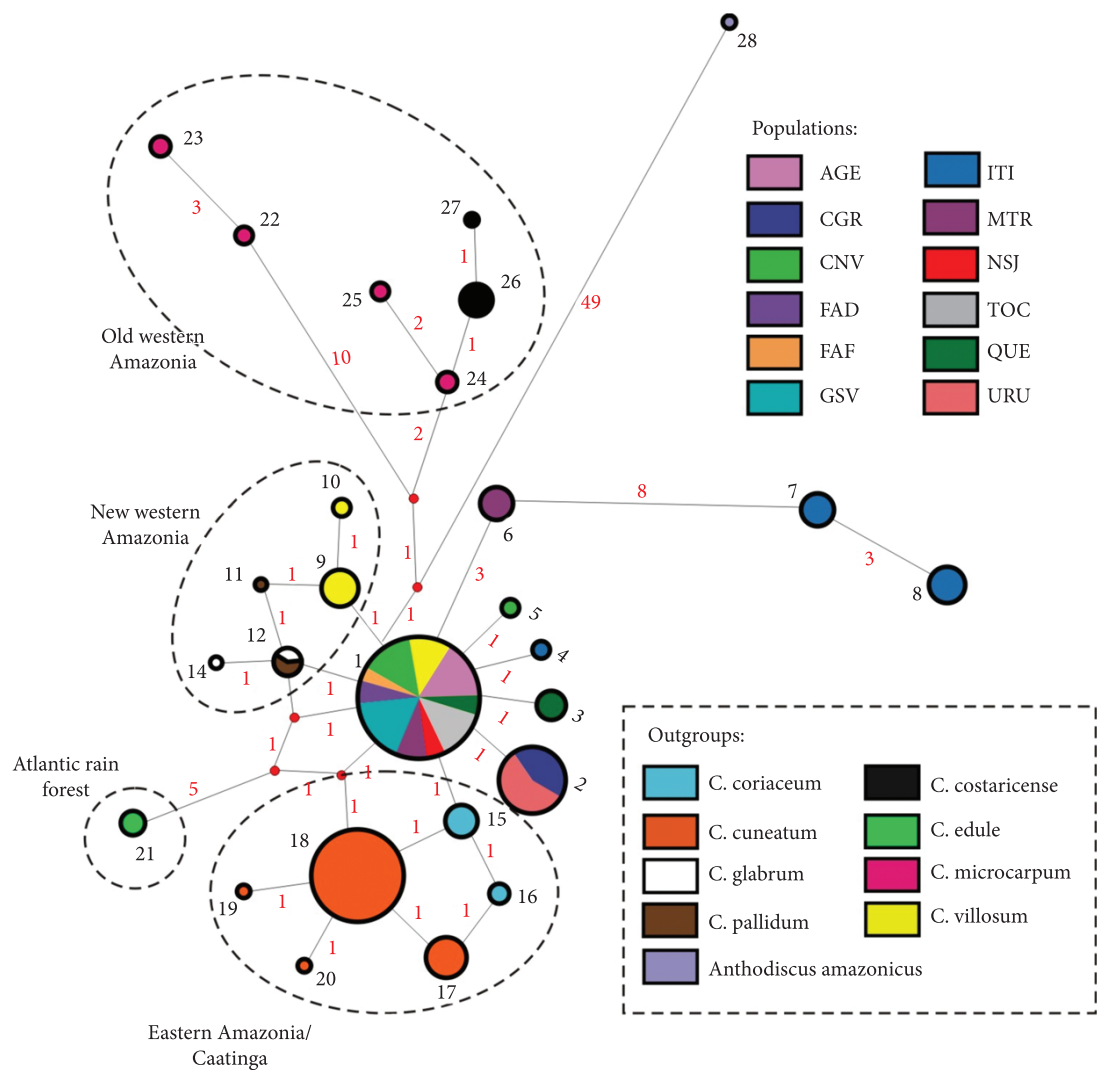 28
Populations:
AGE
ITI
CGR
MTR
CNV
NSJ
FAD
TOC
FAF
QUE
GSV
URU
23
3
22
27
1
26
25
2
1
49
Old western
Amazonia
10
24
2
10
New western
Amazonia
8
7
6
1
9
1
3
3
8
11
1
1
1
1
5
1
12
1
4
14
1
1
1
1
3
1
1
2
1
Atlantic rain
forest
5
1
1
1
21
1
15
18
1
1
16
19
1
1
1
1
20
17
Eastern Amazonia/
Caatinga
Outgroups:
C. coriaceum
C. costaricense
C. cuneatum
C. edule
C. glabrum
C. microcarpum
C. pallidum
C. villosum
Anthodiscus amazonicus